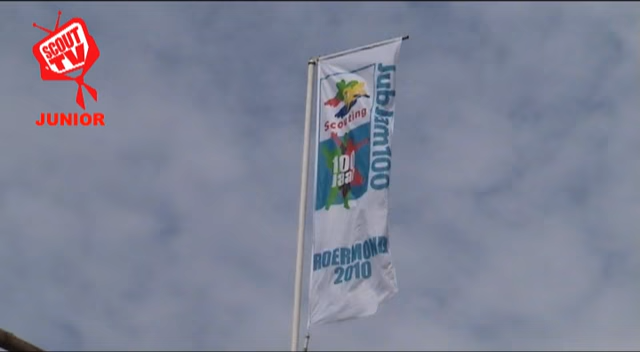 SCOUT
TV
JUNIOR
Scouting
100
Jaar
Jubjam100
ROERMOND
2010